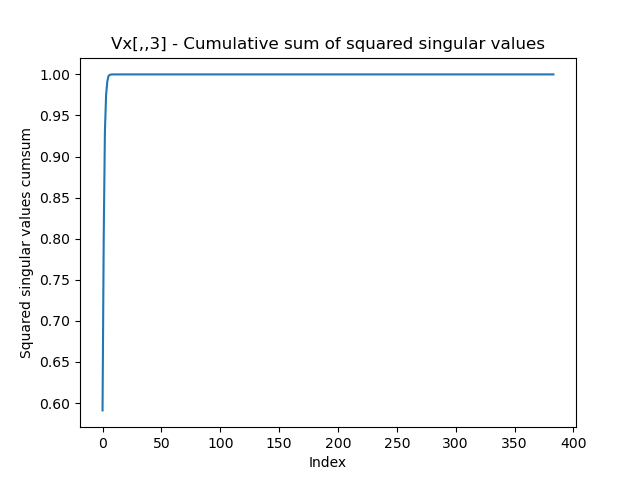 Vx[,,3] - Cumulative sum of squared singular values
1.00
0.95
0.90
0.85
0.80
0.75
0.70
0.65
0.60
Squared singular values cumsum
0 50 100 150 200 250 300 350 400
Index